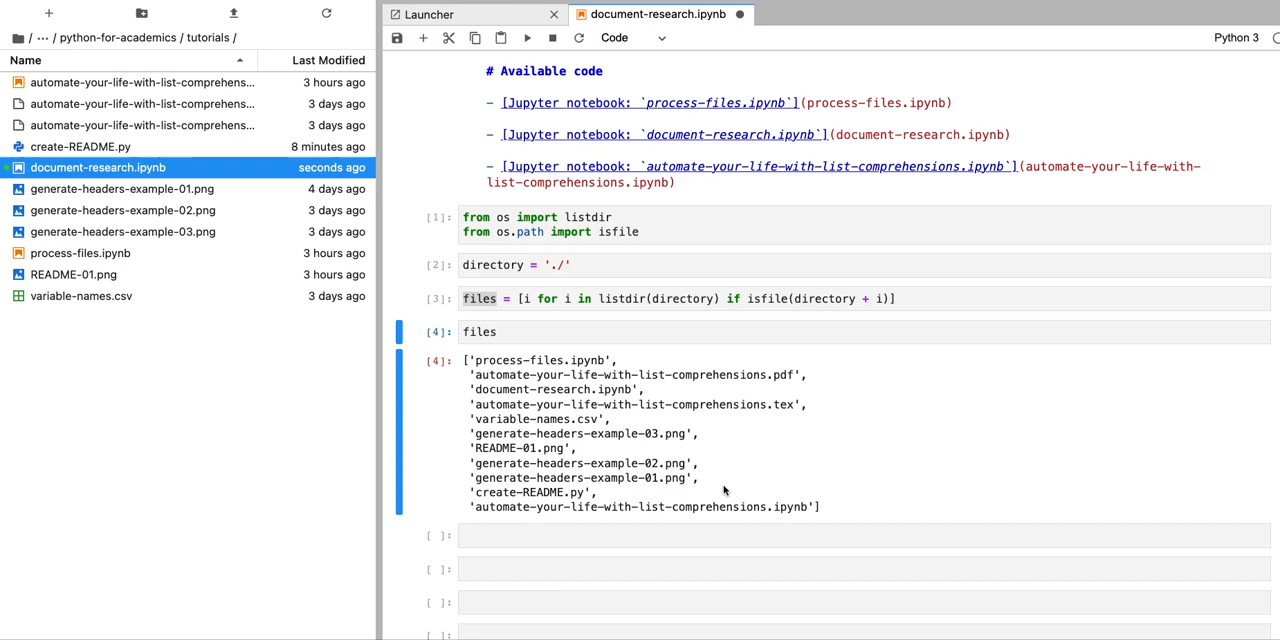 / ··· / python-for-academics / tutorials /
Name Last Modified
automate-your-life-with-list-comprehens... 3 hours ago
automate-your-life-with-list-comprehens... 3 days ago
automate-your-life-with-list-comprehens... 3 days ago
create-README.py 8 minutes ago
document-research.ipynb seconds ago
generate-headers-example-01.png 4 days ago
generate-headers-example-02.png 3 days ago
generate-headers-example-03.png 3 days ago
process-files.ipynb 3 hours ago
README-01.png 3 hours ago
variable-names.csv 3 days ago
Launcher
document-research.ipynb
Code
Python 3
# Available code
- [Jupyter notebook: `process-files.ipynb`](process-files.ipynb)
- [Jupyter notebook: `document-research.ipynb`](document-research.ipynb)
- [Jupyter notebook: `automate-your-life-with-list-comprehensions.ipynb`](automate-your-life-with-
list-comprehensions.ipynb)
[1]: from os import listdir
from os.path import isfile
[2]: directory = './'
[3]: files = [i for i in listdir(directory) if isfile(directory + i)]
[4]: files
[4]: ['process-files.ipynb',
'automate-your-life-with-list-comprehensions.pdf',
'document-research.ipynb',
'automate-your-life-with-list-comprehensions.tex',
'variable-names.csv',
'generate-headers-example-03.png',
'README-01.png',
'generate-headers-example-02.png',
'generate-headers-example-01.png',
'create-README.py',
'automate-your-life-with-list-comprehensions.ipynb']
[ ]:
[ ]:
[ ]:
[ ]: